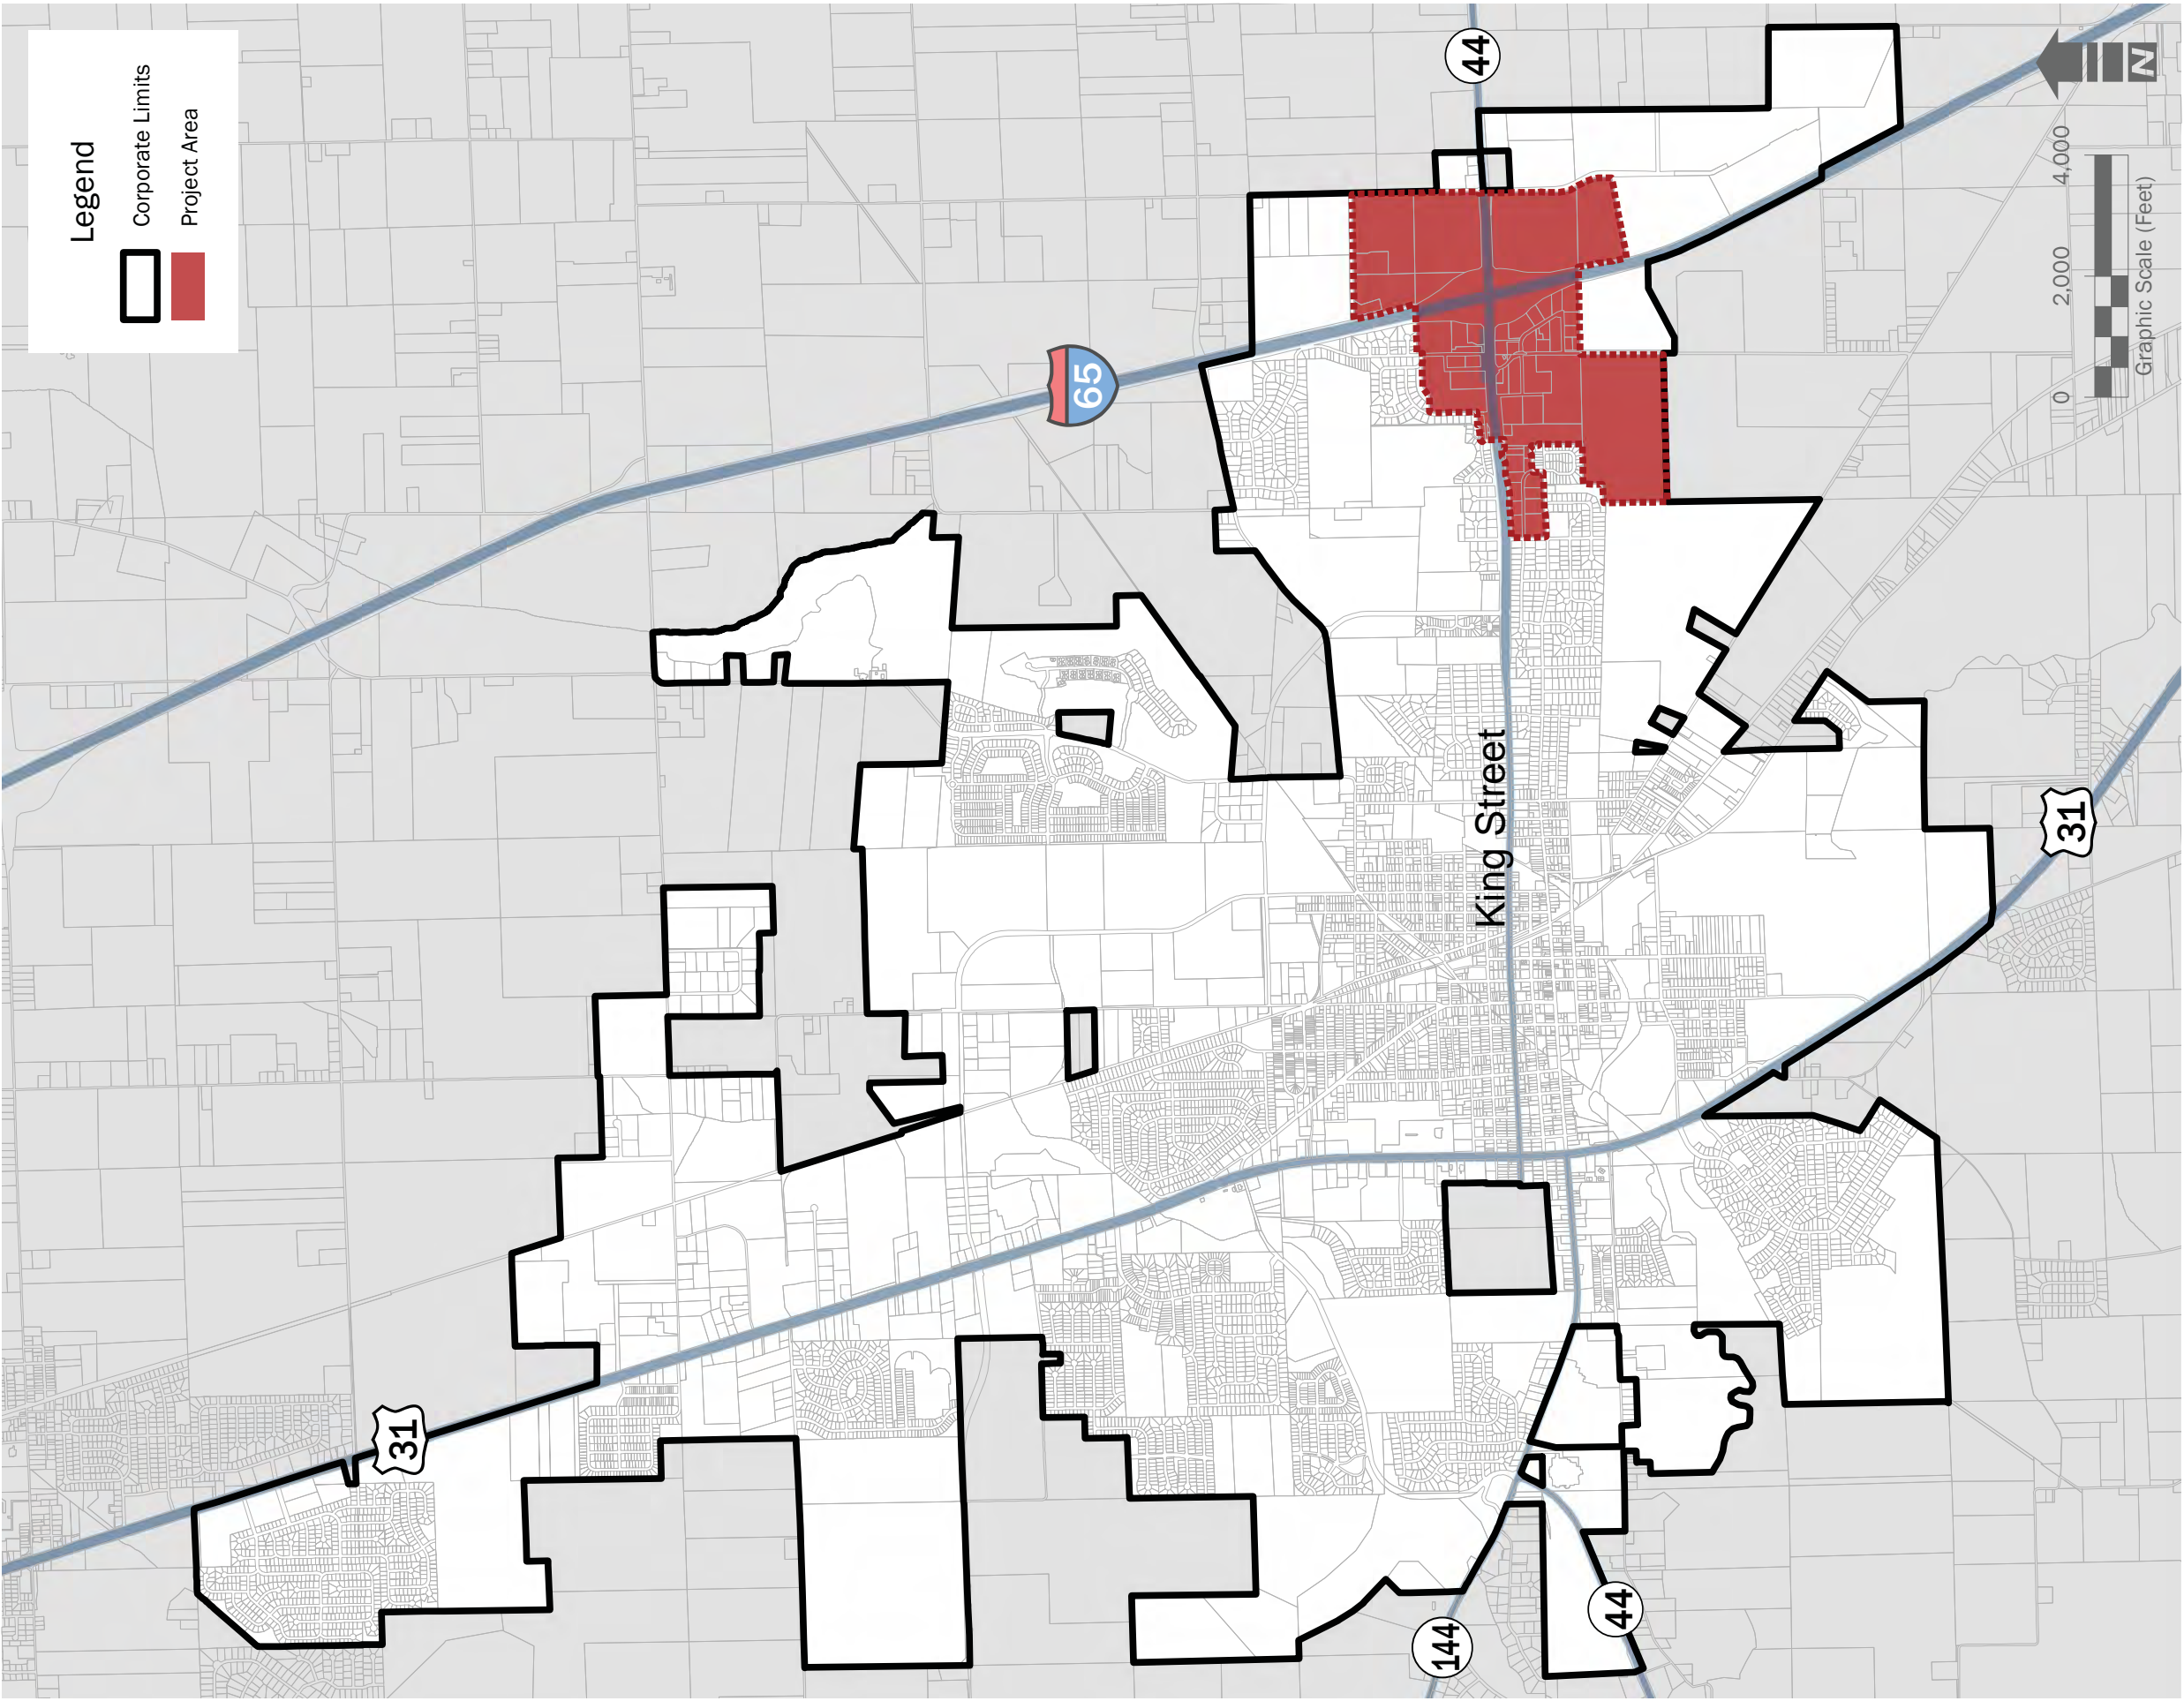 Legend
Corporate Limits
Project Area
44
65
31
King Street
31
144
44
N
0 2,000 4,000
Graphic Scale (Feet)